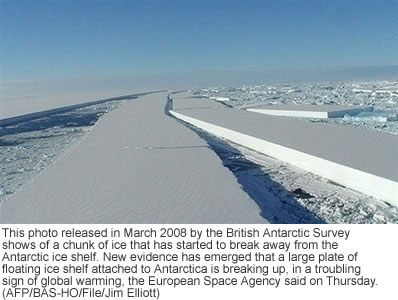 This photo released in March 2008 by the British Antarctic Survey
shows of a chunk of ice that has started to break away from the
Antarctic ice shelf. New evidence has emerged that a large plate of
floating ice shelf attached to Antarctica is breaking up, in a troubling
sign of global warming, the European Space Agency said on Thursday.
(AFP/BAS-HO/File/Jim Elliott)